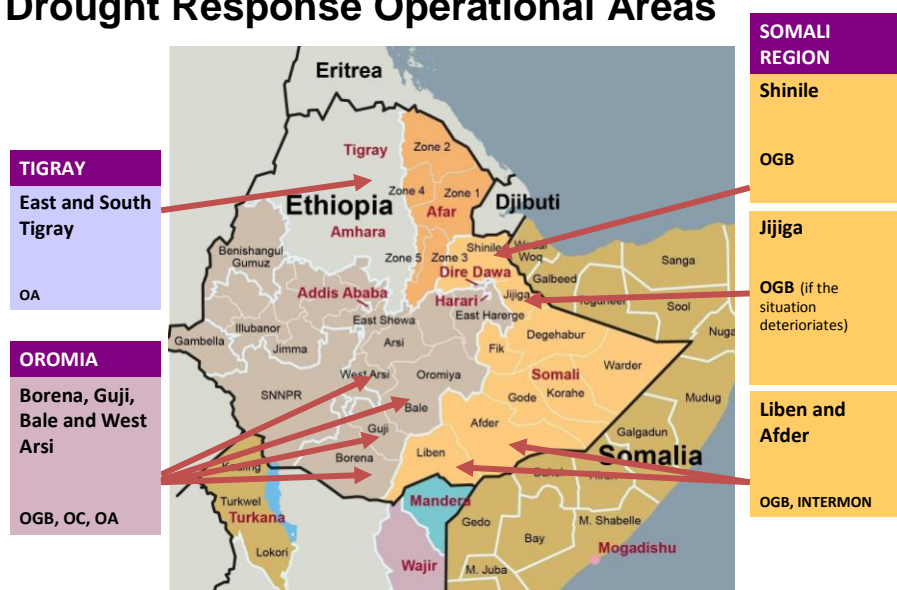 Drought Response Operational Areas
TIGRAY
East and South
Tigray
OA
OROMIA
Borena, Guji,
Bale and West
Arsi
OGB, OC, OA
Eritrea
Tigray
Zone 2
Zone 4
Zone 1
Ethiopia
Afar
Djibouti
Amhara
Benishangul
Gumuz
Shinile
Woq
Zone 5
Zone 3
Sanga
Dire Dawa
Galbeed
Addis Ababa
Harari
Jijiga
Sool
East Shewa
East Harerge
Illubanor
Arsi
Degehabur
Nuga
Gambella
Jimma
Fik
West Arsi
Oromiya
Somali
Warder
SNNPR
Gode
Korahe
Bale
Mudug
Afder
Guji
Galgadun
Borena
Liben
Somalia
Turkwel
Mandera
Turkana
Gedo
M. Shabelle
Bay
Lokori
Wajir
Mogadishu
M. Juba
SOMALI
REGION
Shinile
OGB
Jijiga
OGB (if the
situation
deterioriates)
Liben and
Afder
OGB, INTERMON